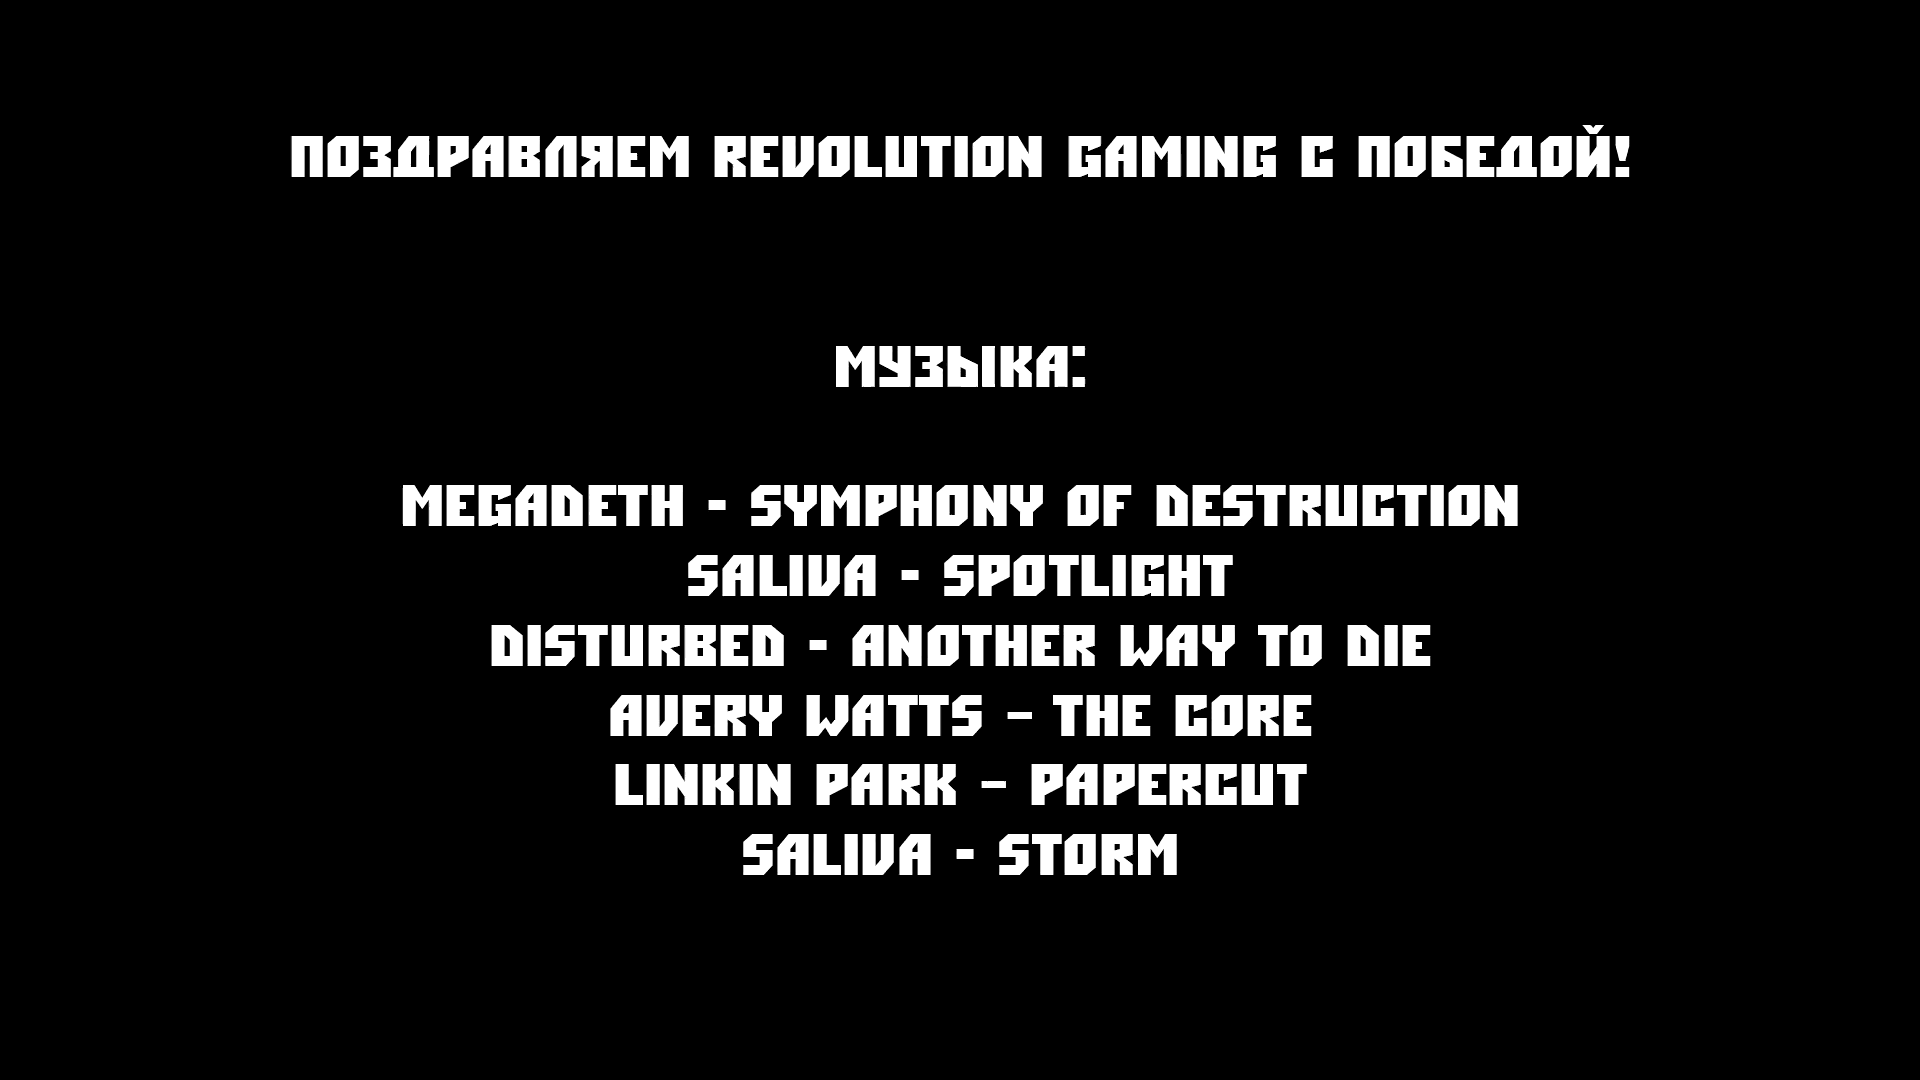 ПОЗДРАВЛЯЕМ REVOLUTION GAMING С ПОБЕДОЙ!
МУЗЫКА:
MEGADETH - SYMPHONY OF DESTRUCTION
SALIVA - SPOTLIGHT
DISTURBED - ANOTHER WAY TO DIE
AVERY WATTS – THE CORE
LINKIN PARK – PAPERCUT
SALIVA - STORM